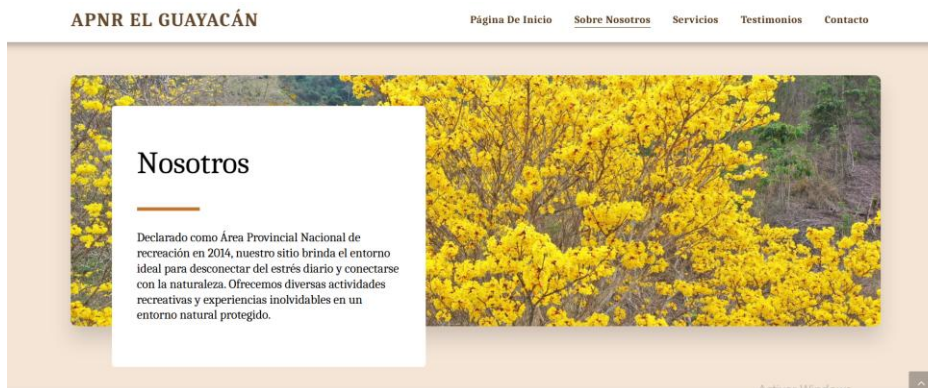 APNR EL GUAYACÁN
Página De Inicio
Sobre Nosotros
Servicios
Testimonios
Contacto
Nosotros
Declarado como Área Provincial Nacional de
recreación en 2014, nuestro sitio brinda el entorno
ideal para desconectar del estrés diario y conectarse
con la naturaleza. Ofrecemos diversas actividades
recreativas y experiencias inolvidables en un
entorno natural protegido.